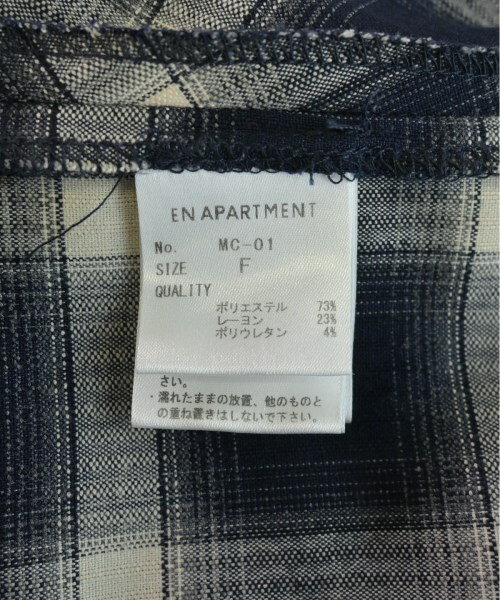 EN APARTMENT
No. MC-01
SIZE F
QUALITY
ポリエステル 73%
レーヨン 23%
ポリウレタン 4%
さい。
・濡れたままの放置、他のものと
の重ね置きはしないで下さい。